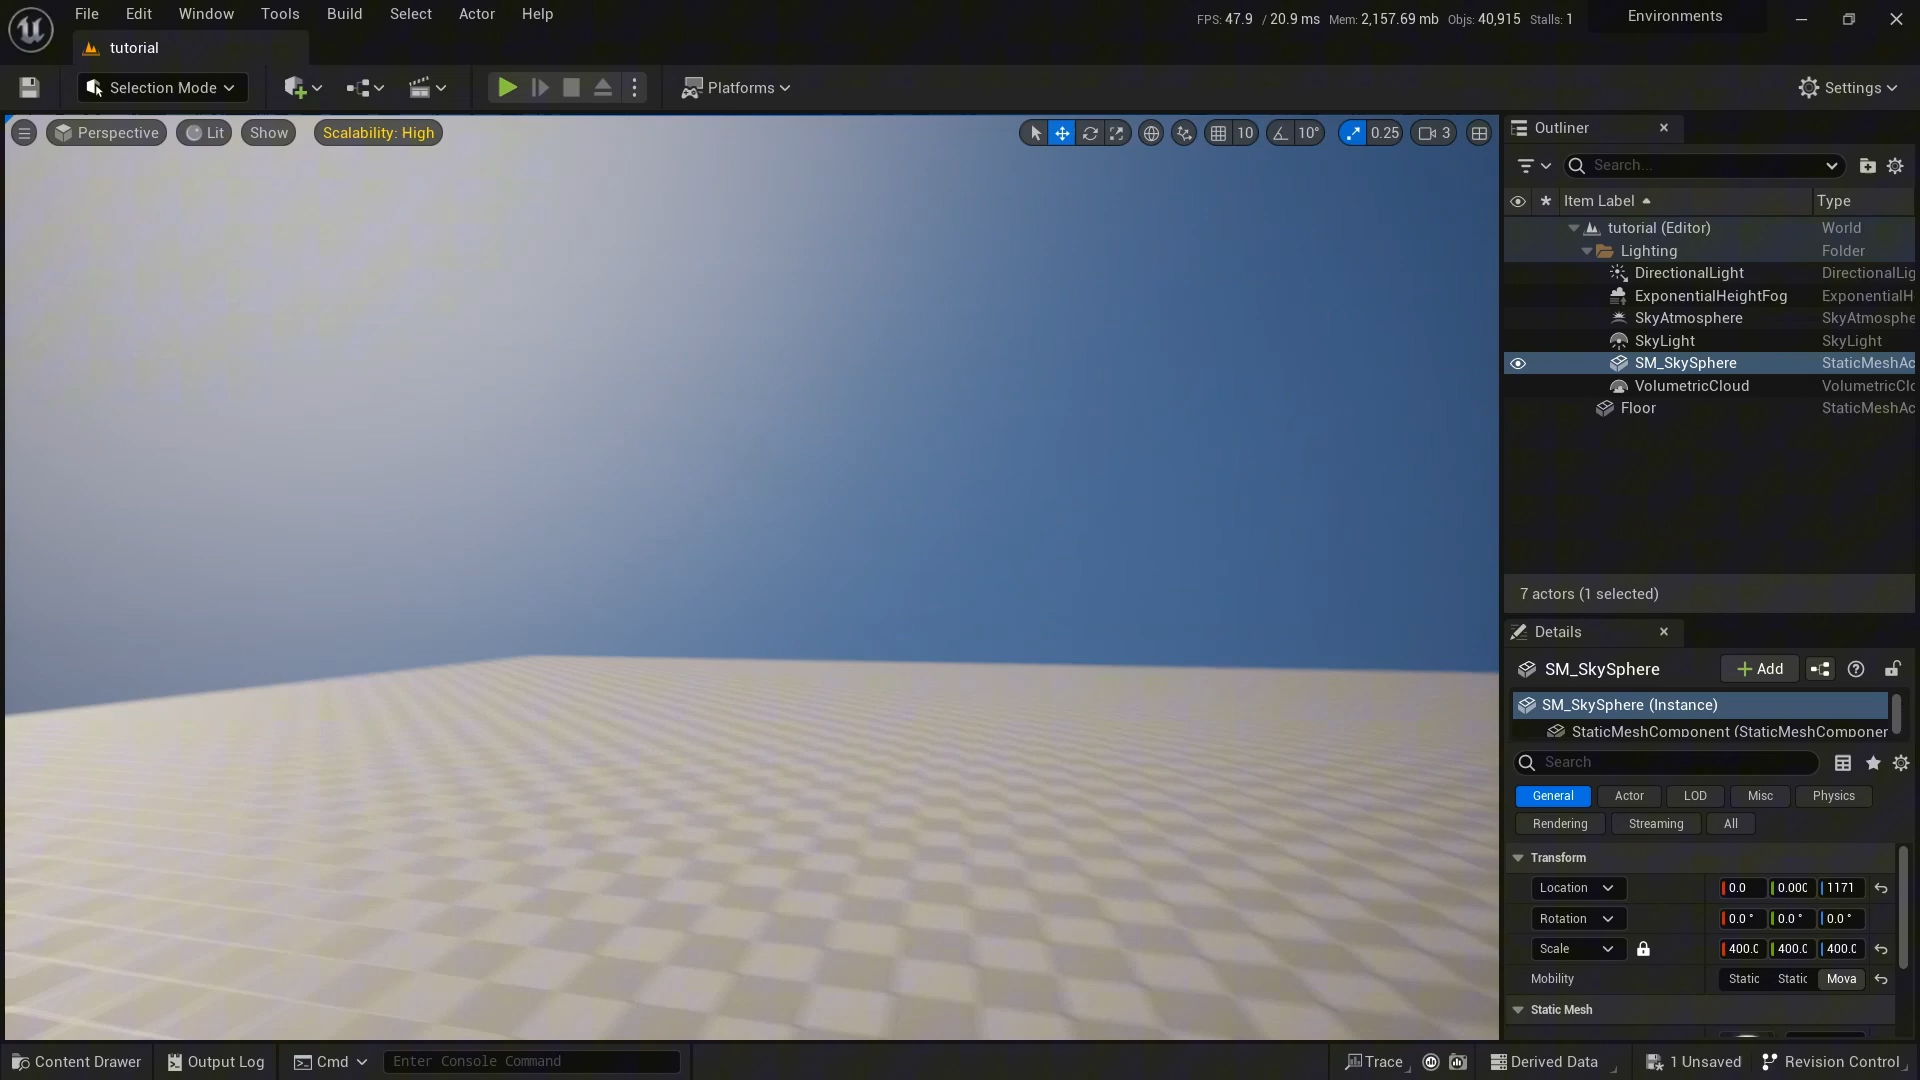 File Edit Window Tools Build Select Actor Help
FPS: 47.9 / 20.9 ms Mem: 2,157.69 mb Objs: 40,915 Stalls: 1 Environments
tutorial
Selection Mode Platforms Settings
Perspective Lit Show Scalability: High 10 10° 0.25 3
Outliner
Search...
Item Label Type
tutorial (Editor) World
Lighting Folder
DirectionalLight DirectionalLig
ExponentialHeightFog ExponentialH
SkyAtmosphere SkyAtmosphe
SkyLight SkyLight
SM_SkySphere StaticMeshAc
VolumetricCloud VolumetricClo
Floor StaticMeshAc
7 actors (1 selected)
Details
SM_SkySphere Add
SM_SkySphere (Instance)
StaticMeshComponent (StaticMeshComponen
Search
General Actor LOD Misc Physics
Rendering Streaming All
Transform
Location 0.0 0.000 1171
Rotation 0.0 ° 0.0 ° 0.0 °
Scale 400.0 400.0 400.0
Mobility Static Static Mova
Static Mesh
Content Drawer Output Log Cmd Enter Console Command Trace Derived Data 1 Unsaved Revision Control